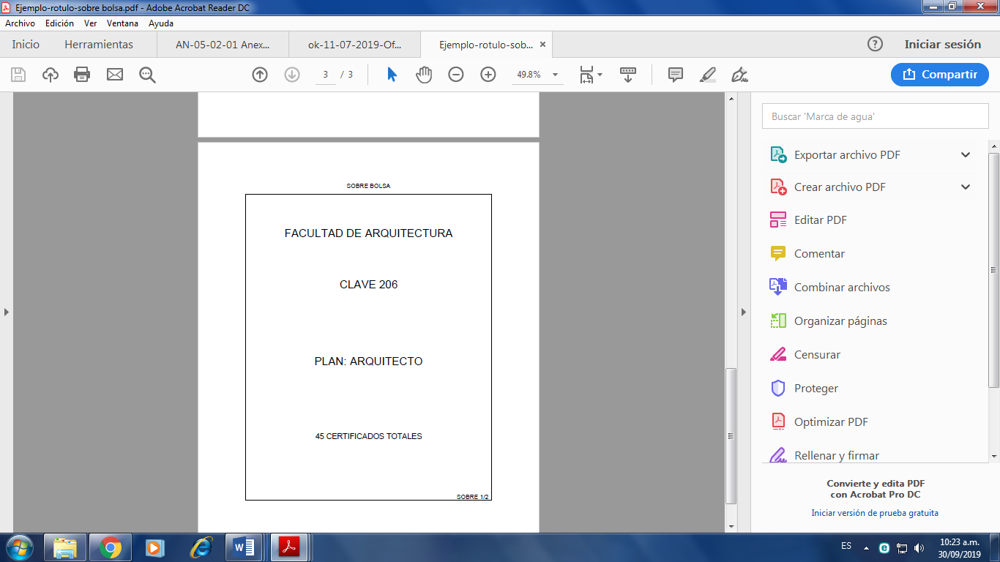 Ejemplo-rotulo-sobre bolsa.pdf - Adobe Acrobat Reader DC
Archivo Edición Ver Ventana Ayuda
Inicio Herramientas AN-05-02-01 Anex... ok-11-07-2019-Of... Ejemplo-rotulo-sob... × Iniciar sesión
3 / 3 49.8% Compartir
Buscar 'Marca de agua'
Exportar archivo PDF
Crear archivo PDF
Editar PDF
Comentar
Combinar archivos
Organizar páginas
Censurar
Proteger
Optimizar PDF
Rellenar y firmar
Convierte y edita PDF
con Acrobat Pro DC
Iniciar versión de prueba gratuita
SOBRE BOLSA
FACULTAD DE ARQUITECTURA
CLAVE 206
PLAN: ARQUITECTO
45 CERTIFICADOS TOTALES
SOBRE 1/2
ES 10:23 a.m.
30/09/2019